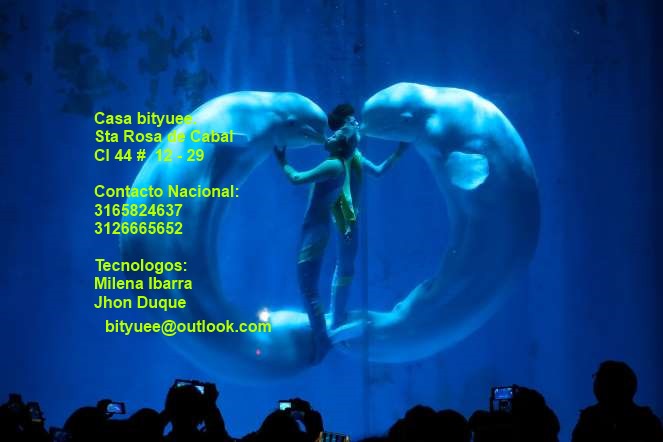 Casa bityuee.
Sta Rosa de Cabal
Cl 44 #  12 - 29
Contacto Nacional:
3165824637
3126665652
Tecnologos:
Milena Ibarra
Jhon Duque
bityuee@outlook.com